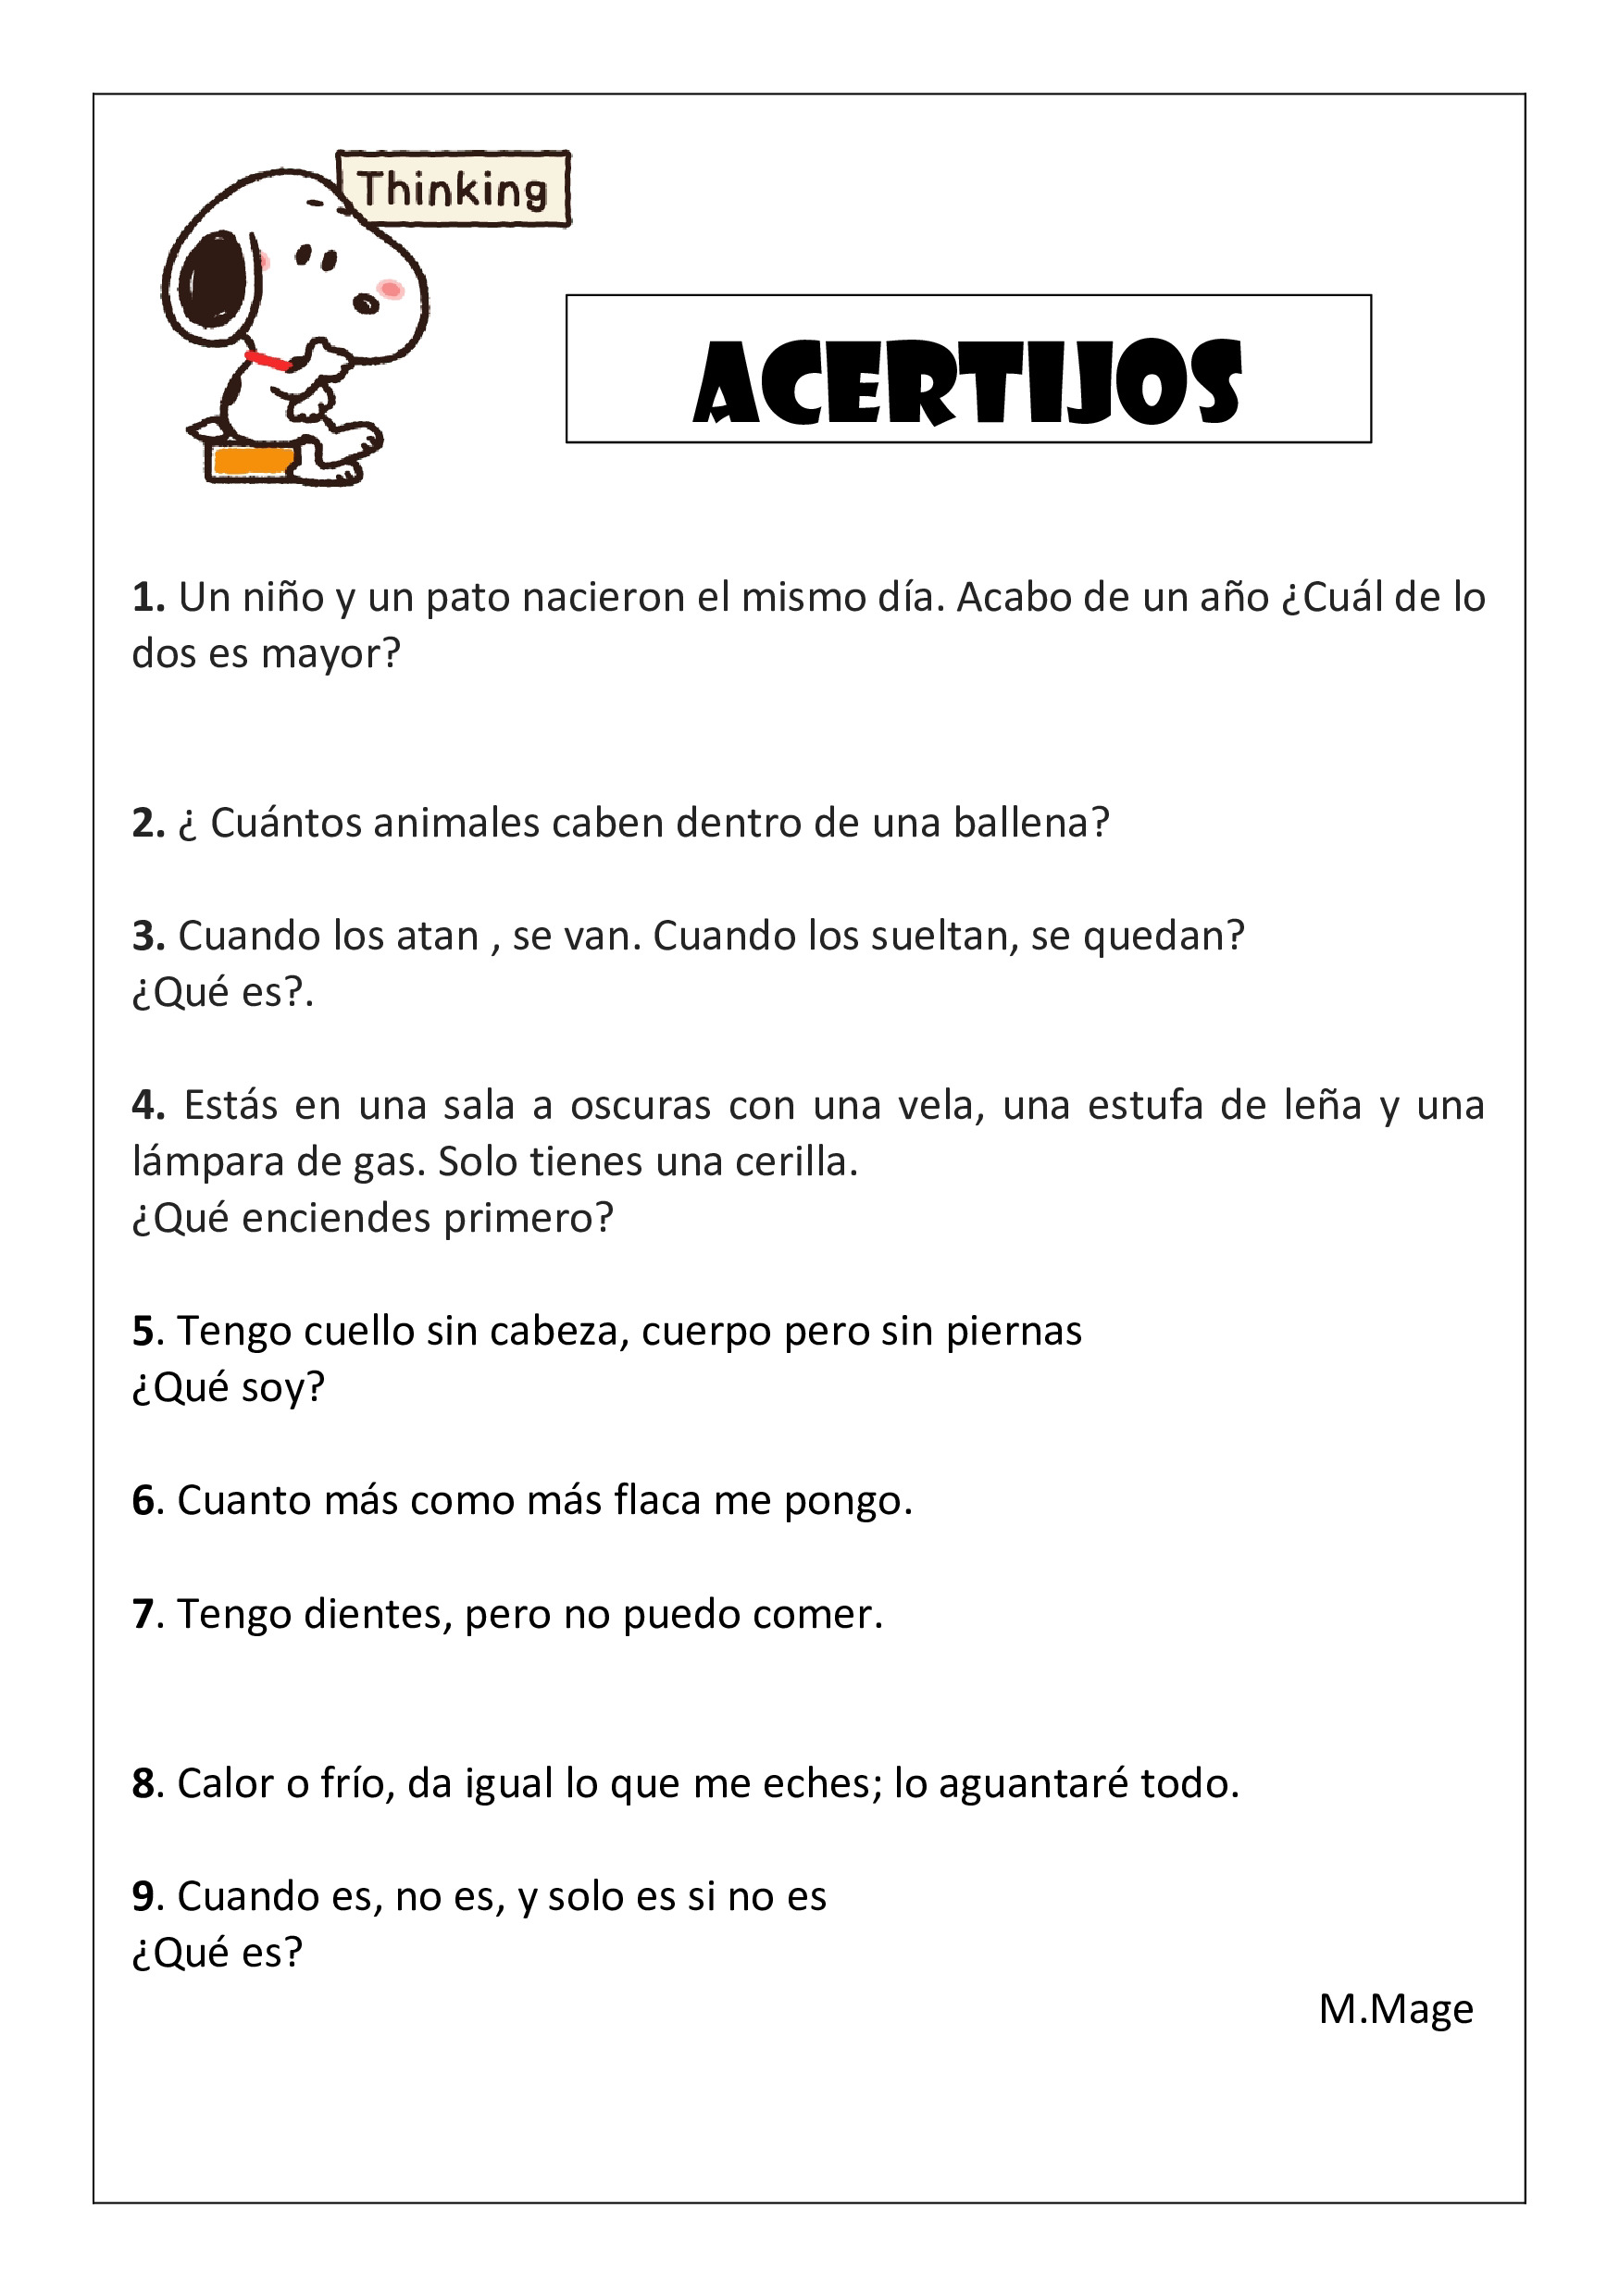 Thinking
ACERTIJOS
1. Un niño y un pato nacieron el mismo día. Acabo de un año ¿Cuál de lo
dos es mayor?
2. ¿ Cuántos animales caben dentro de una ballena?
3. Cuando los atan , se van. Cuando los sueltan, se quedan?
¿Qué es?.
4. Estás en una sala a oscuras con una vela, una estufa de leña y una
lámpara de gas. Solo tienes una cerilla.
¿Qué enciendes primero?
5. Tengo cuello sin cabeza, cuerpo pero sin piernas
¿Qué soy?
6. Cuanto más como más flaca me pongo.
7. Tengo dientes, pero no puedo comer.
8. Calor o frío, da igual lo que me eches; lo aguantaré todo.
9. Cuando es, no es, y solo es si no es
¿Qué es?
M.Mage